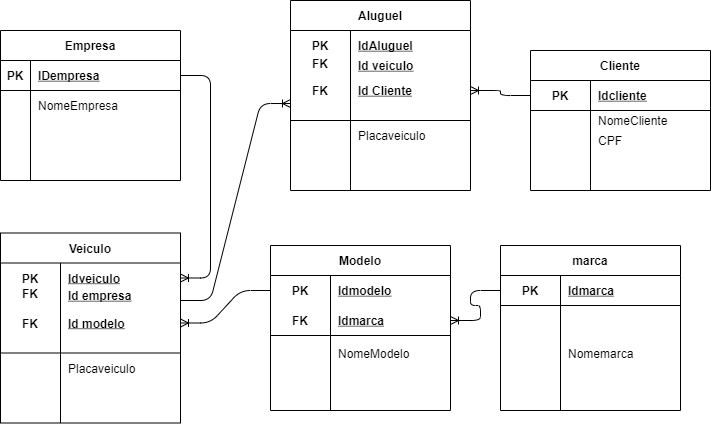 Empresa
PK IDempresa
NomeEmpresa
Aluguel
PK IdAluguel
FK Id veiculo
FK Id Cliente
Placaveiculo
Cliente
PK Idcliente
NomeCliente
CPF
Veiculo
PK Idveiculo
FK Id empresa
FK Id modelo
Placaveiculo
Modelo
PK Idmodelo
FK Idmarca
NomeModelo
marca
PK Idmarca
Nomemarca